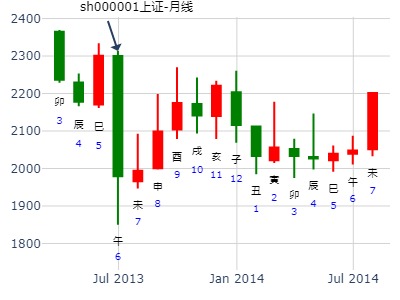 sh000001上证-月线
2400
2300
2200
2100
2000
1900
1800
卯
3
辰
4
巳
5
午
6
未
7
申
8
酉
9
戌
10
亥
11
子
12
丑
1
寅
2
卯
3
辰
4
巳
5
午
6
未
7
Jul 2013
Jan 2014
Jul 2014